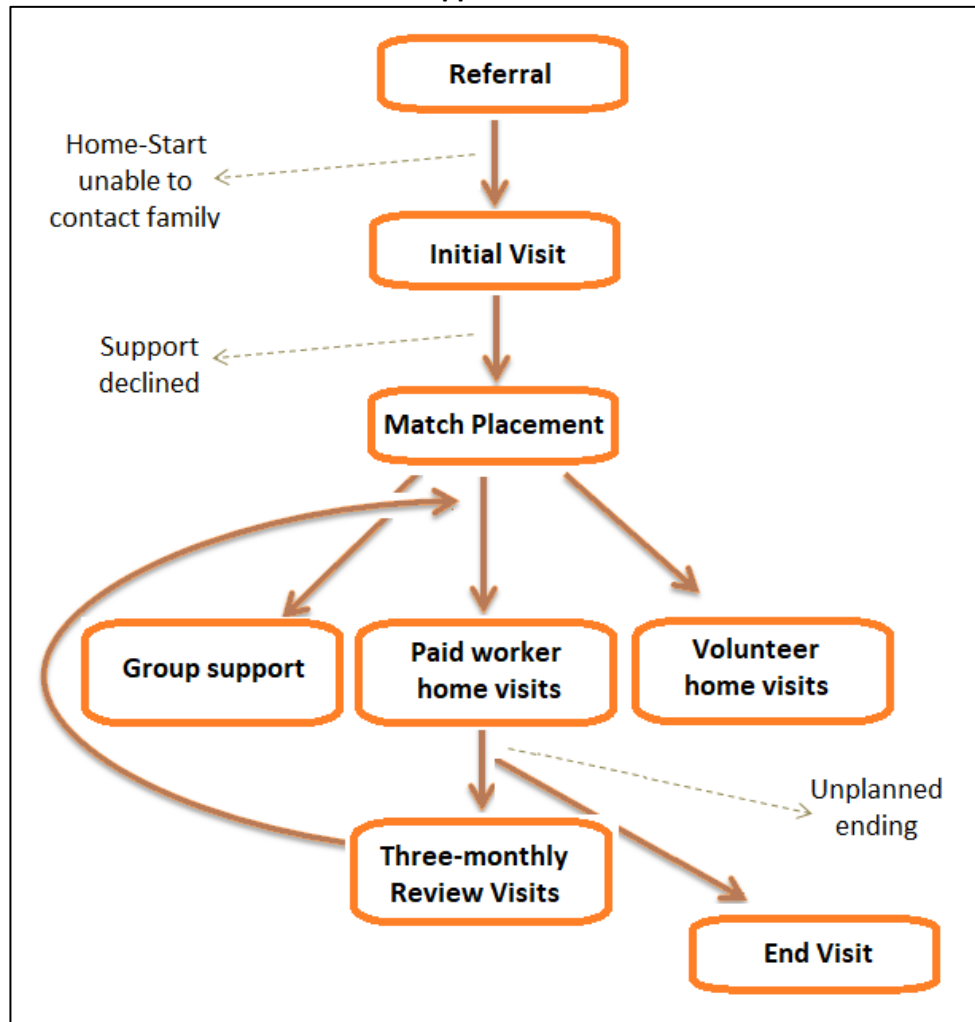 Referral
Home-Start
unable to
contact family
Initial Visit
Support
declined
Match Placement
Group support
Paid worker
home visits
Volunteer
home visits
Unplanned
ending
Three-monthly
Review Visits
End Visit